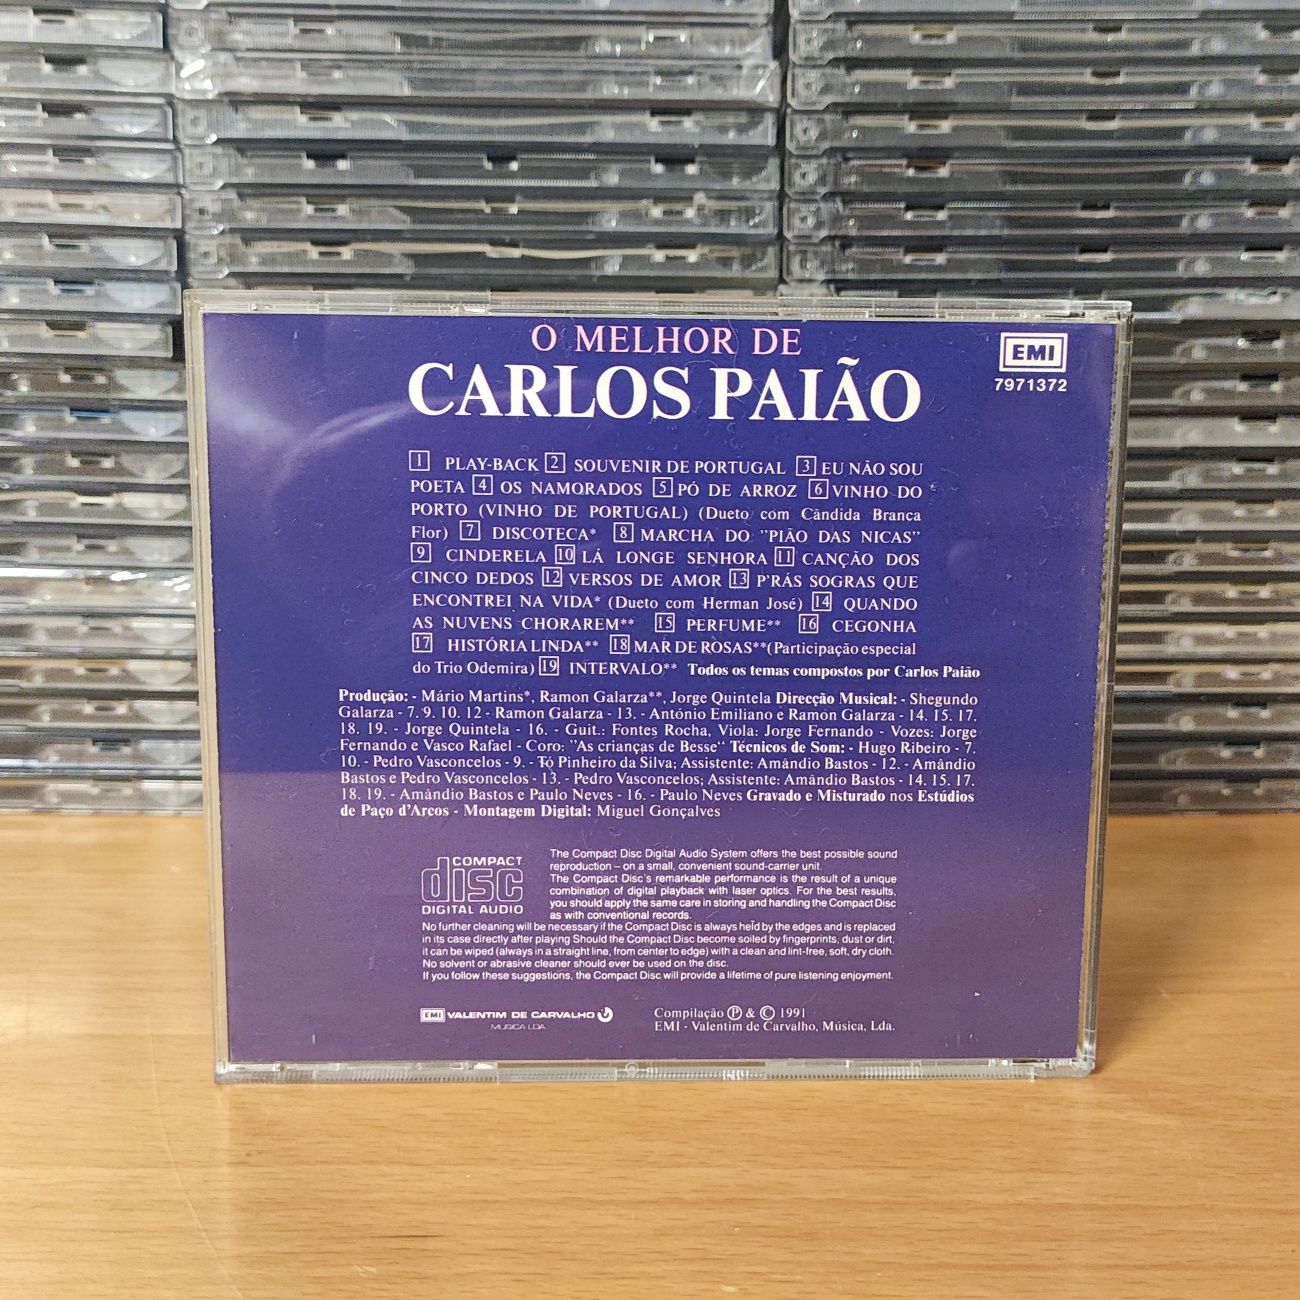 O MELHOR DE
CARLOS PAIÃO
EMI
7971372
1 PLAY-BACK 2 SOUVENIR DE PORTUGAL 3 EU NÃO SOU
POETA 4 OS NAMORADOS 5 PÓ DE ARROZ 6 VINHO DO
PORTO (VINHO DE PORTUGAL) (Dueto com Cândida Branca
Flor) 7 DISCOTECA* 8 MARCHA DO "PIÃO DAS NICAS"
9 CINDERELA 10 LÁ LONGE SENHORA 11 CANÇÃO DOS
CINCO DEDOS 12 VERSOS DE AMOR 13 P'RÁS SOGRAS QUE
ENCONTREI NA VIDA* (Dueto com Herman José) 14 QUANDO
AS NUVENS CHORAREM** 15 PERFUME** 16 CEGONHA
17 HISTÓRIA LINDA** 18 MAR DE ROSAS**(Participação especial
do Trio Odemira) 19 INTERVALO** Todos os temas compostos por Carlos Paião
Produção: - Mário Martins*, Ramon Galarza**, Jorge Quintela Direcção Musical: - Shegundo
Galarza - 7. 9. 10. 12 - Ramon Galarza - 13. - António Emiliano e Ramon Galarza - 14. 15. 17.
18. 19. - Jorge Quintela - 16. - Guit.: Fontes Rocha, Viola: Jorge Fernando - Vozes: Jorge
Fernando e Vasco Rafael - Coro: "As crianças de Besse" Técnicos de Som: - Hugo Ribeiro - 7.
10. - Pedro Vasconcelos - 9. - Tó Pinheiro da Silva; Assistente: Amândio Bastos - 12. - Amândio
Bastos e Pedro Vasconcelos - 13. - Pedro Vasconcelos; Assistente: Amândio Bastos - 14. 15. 17.
18. 19. - Amândio Bastos e Paulo Neves - 16. - Paulo Neves Gravado e Misturado nos Estúdios
de Paço d'Arcos - Montagem Digital: Miguel Gonçalves
COMPACT
disc
DIGITAL AUDIO
The Compact Disc Digital Audio System offers the best possible sound
reproduction – on a small, convenient sound-carrier unit.
The Compact Disc's remarkable performance is the result of a unique
combination of digital playback with laser optics. For the best results,
you should apply the same care in storing and handling the Compact Disc
as with conventional records.
No further cleaning will be necessary if the Compact Disc is always held by the edges and is replaced
in its case directly after playing Should the Compact Disc become soiled by fingerprints, dust or dirt,
it can be wiped (always in a straight line, from center to edge) with a clean and lint-free, soft, dry cloth.
No solvent or abrasive cleaner should ever be used on the disc.
If you follow these suggestions, the Compact Disc will provide a lifetime of pure listening enjoyment.
EMI VALENTIM DE CARVALHO
MUSICA LDA
Compilação Ⓟ & © 1991
EMI - Valentim de Carvalho, Música, Lda.